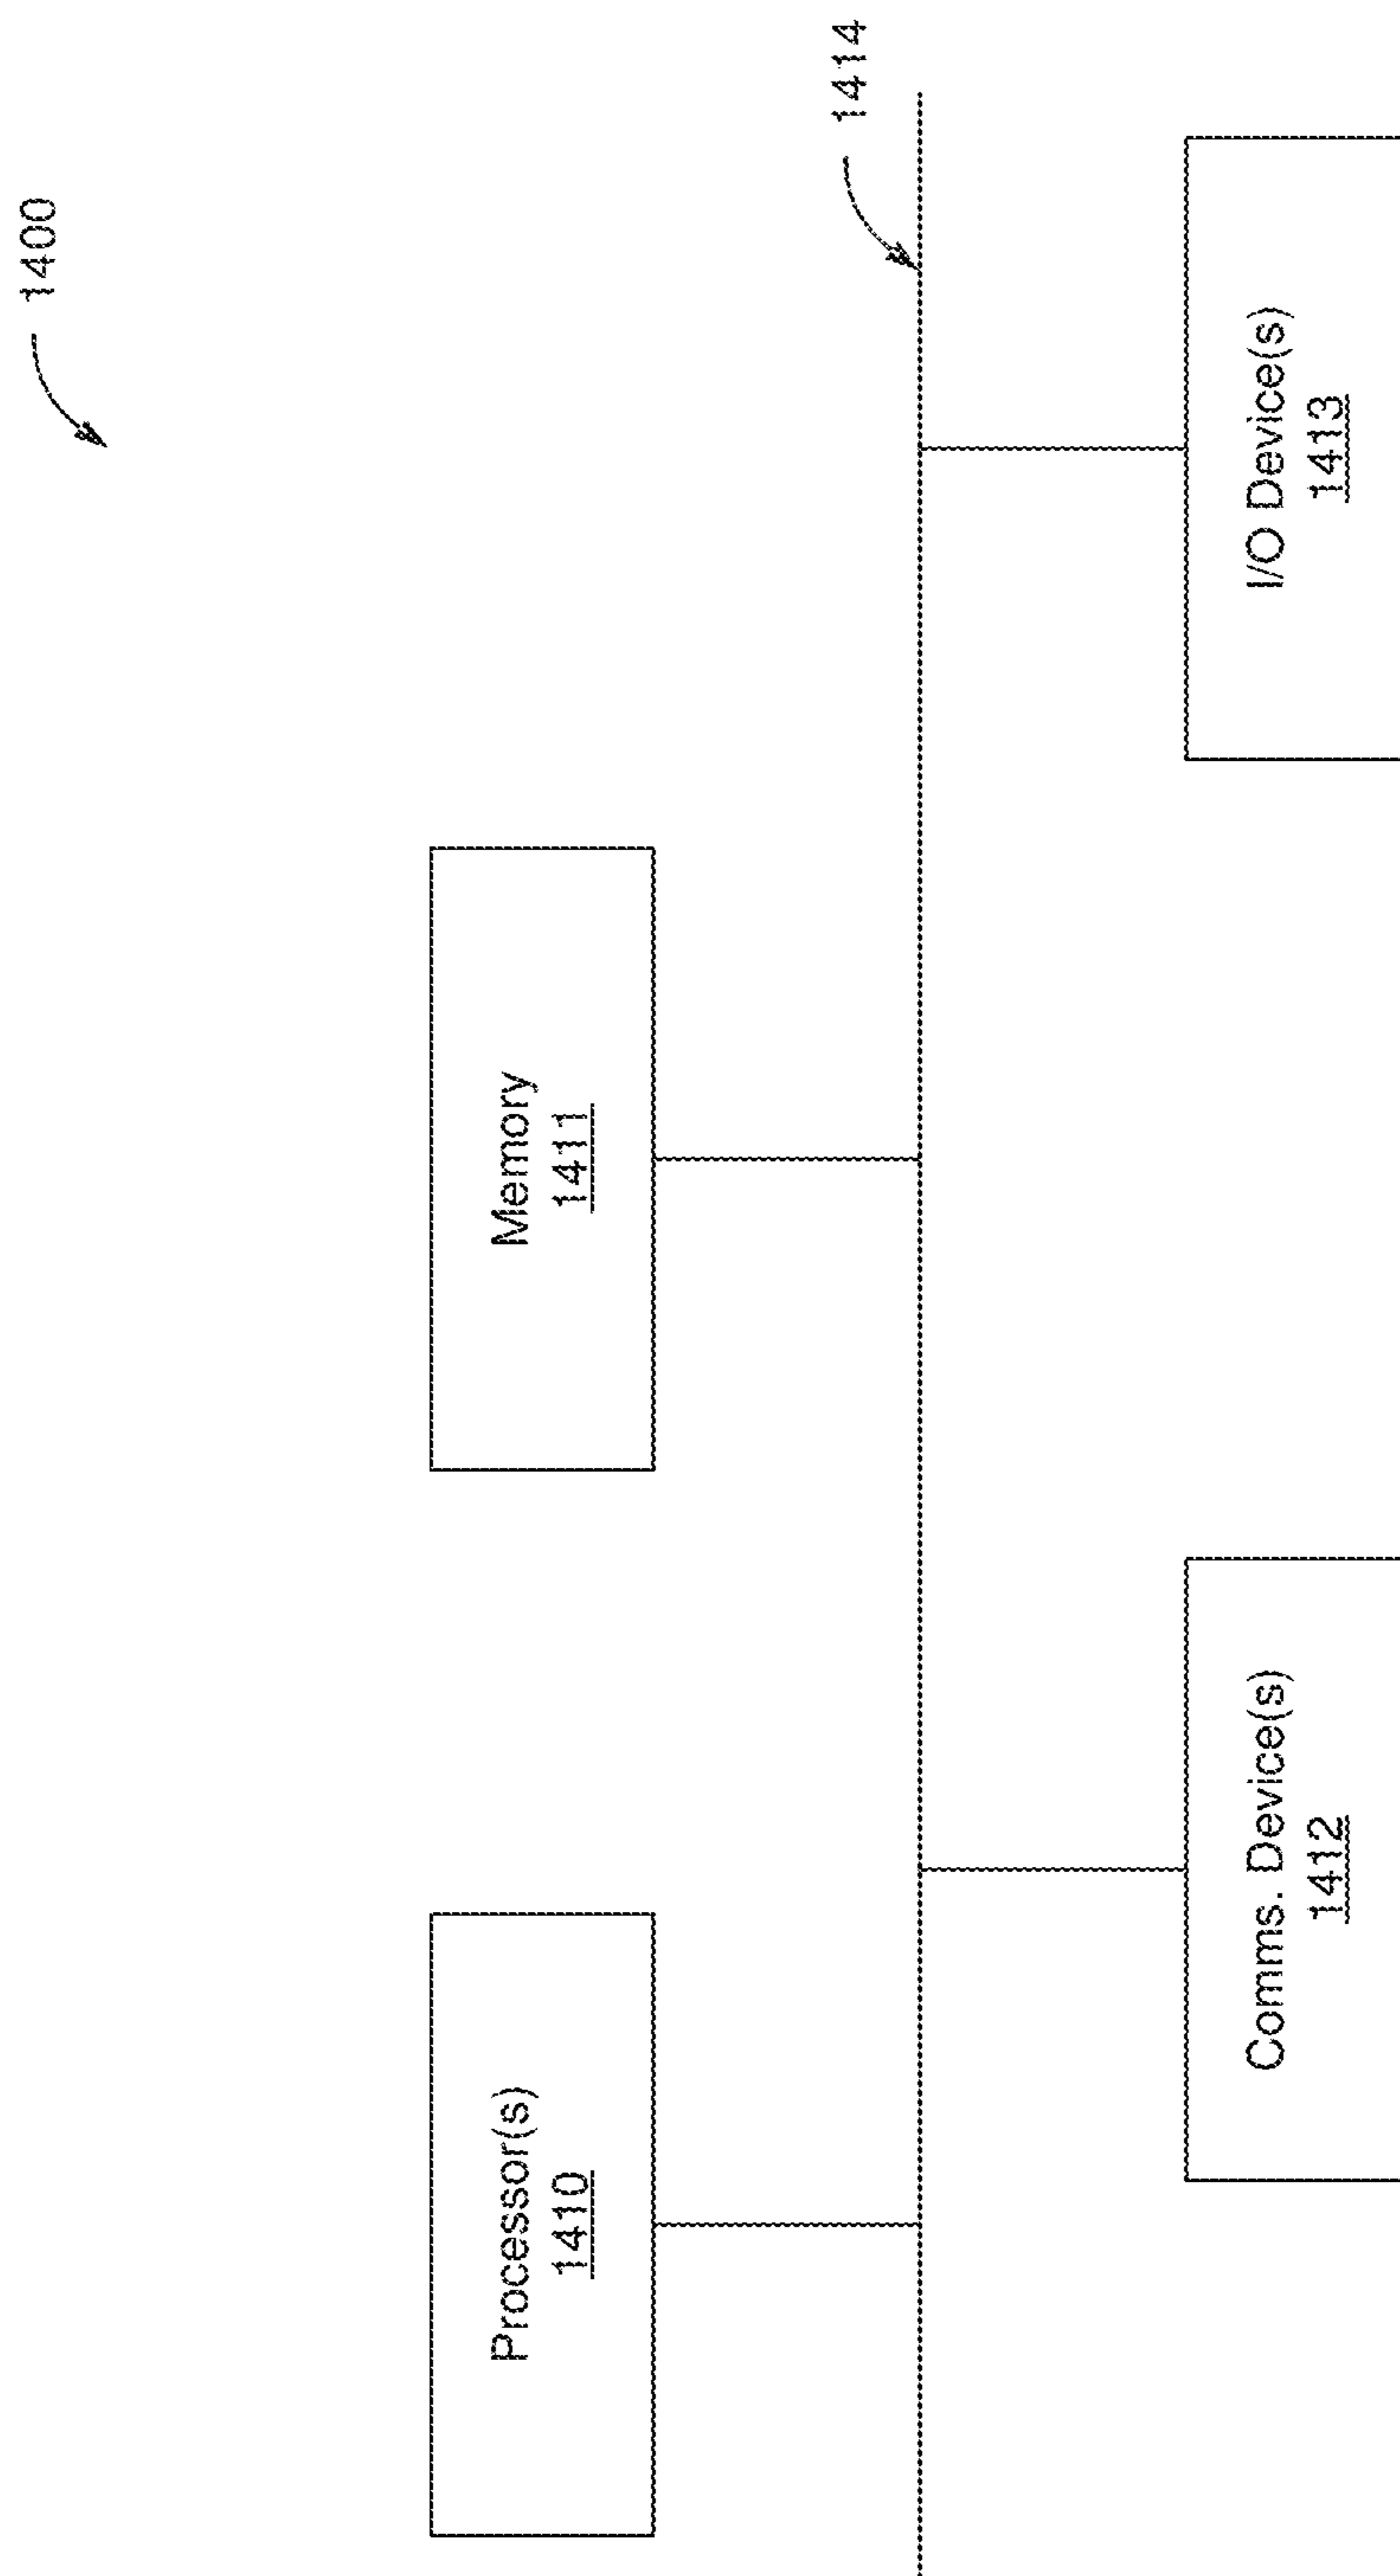 1400
1414
Processor(s)
1410
Memory
1411
Comms. Device(s)
1412
I/O Device(s)
1413